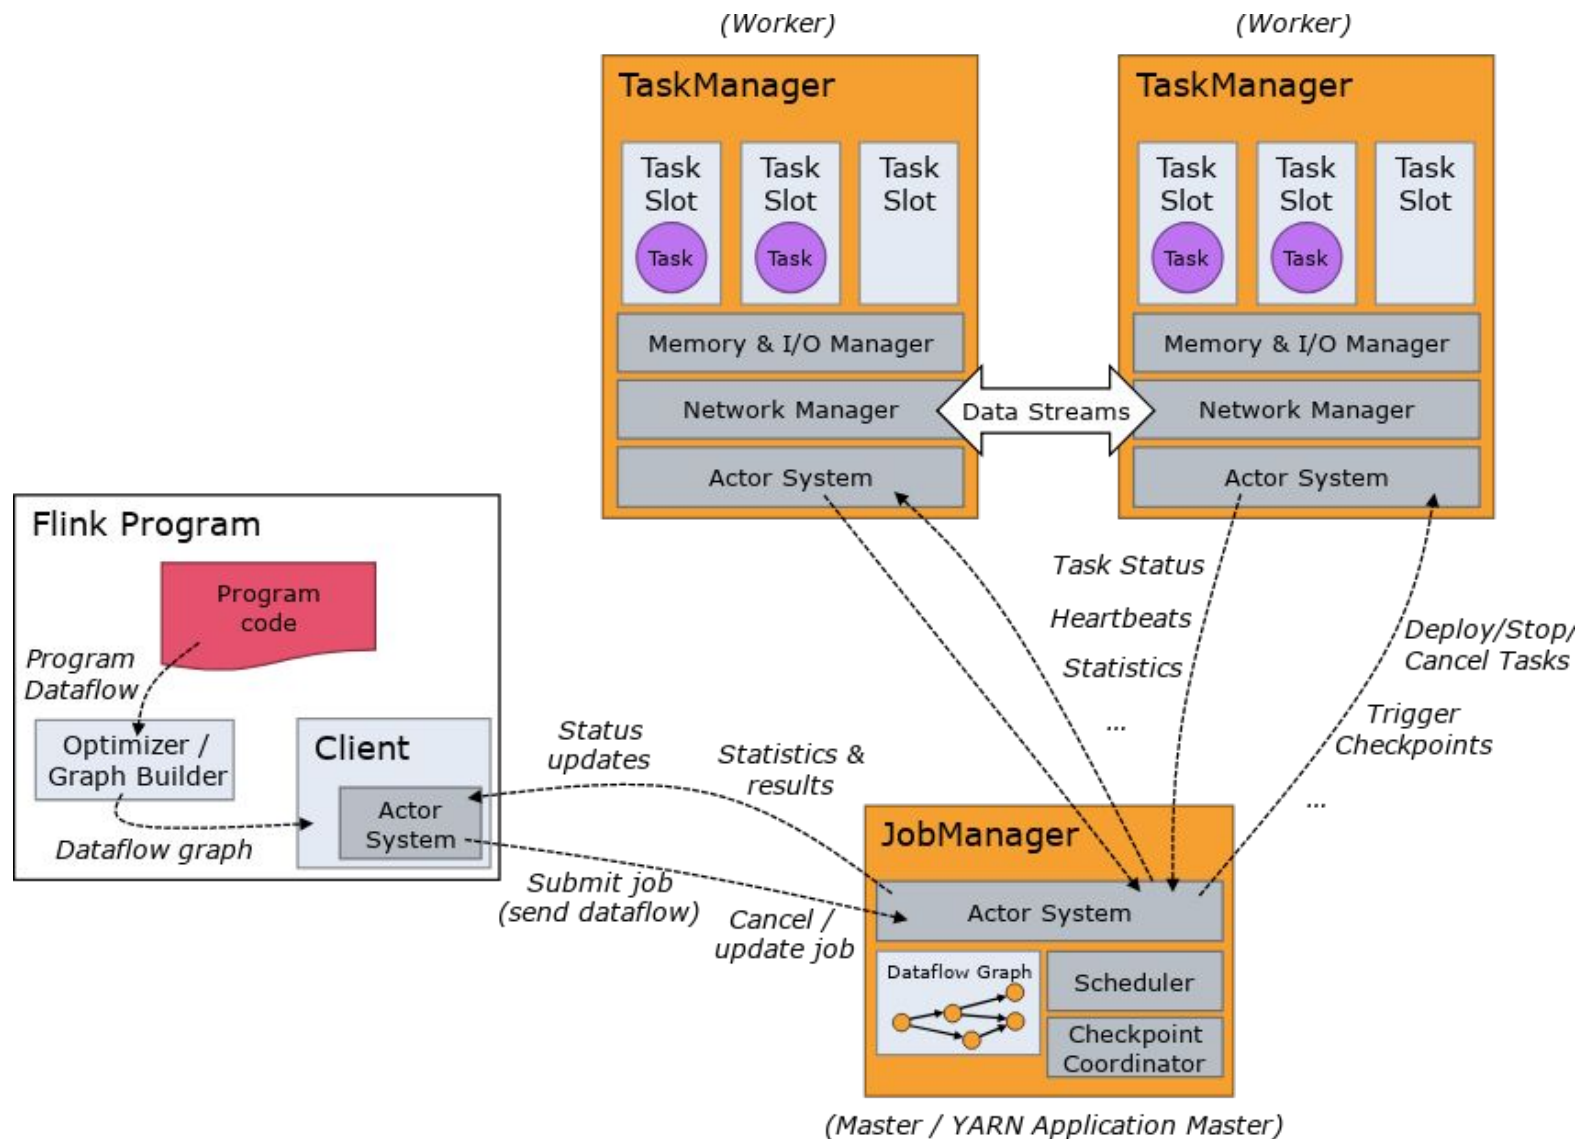 (Worker)
(Worker)
TaskManager
Task
Slot
Task
Task
Slot
Task
Task
Slot
Memory & I/O Manager
Network Manager
Actor System
Data Streams
TaskManager
Task
Slot
Task
Task
Slot
Task
Task
Slot
Memory & I/O Manager
Network Manager
Actor System
Flink Program
Program
code
Program
Dataflow
Optimizer /
Graph Builder
Dataflow graph
Client
Actor
System
Status
updates
Statistics &
results
Submit job
(send dataflow)
Cancel /
update job
Task Status
Heartbeats
Statistics
...
Deploy/Stop/
Cancel Tasks
Trigger
Checkpoints
...
JobManager
Actor System
Dataflow Graph
Scheduler
Checkpoint
Coordinator
(Master / YARN Application Master)